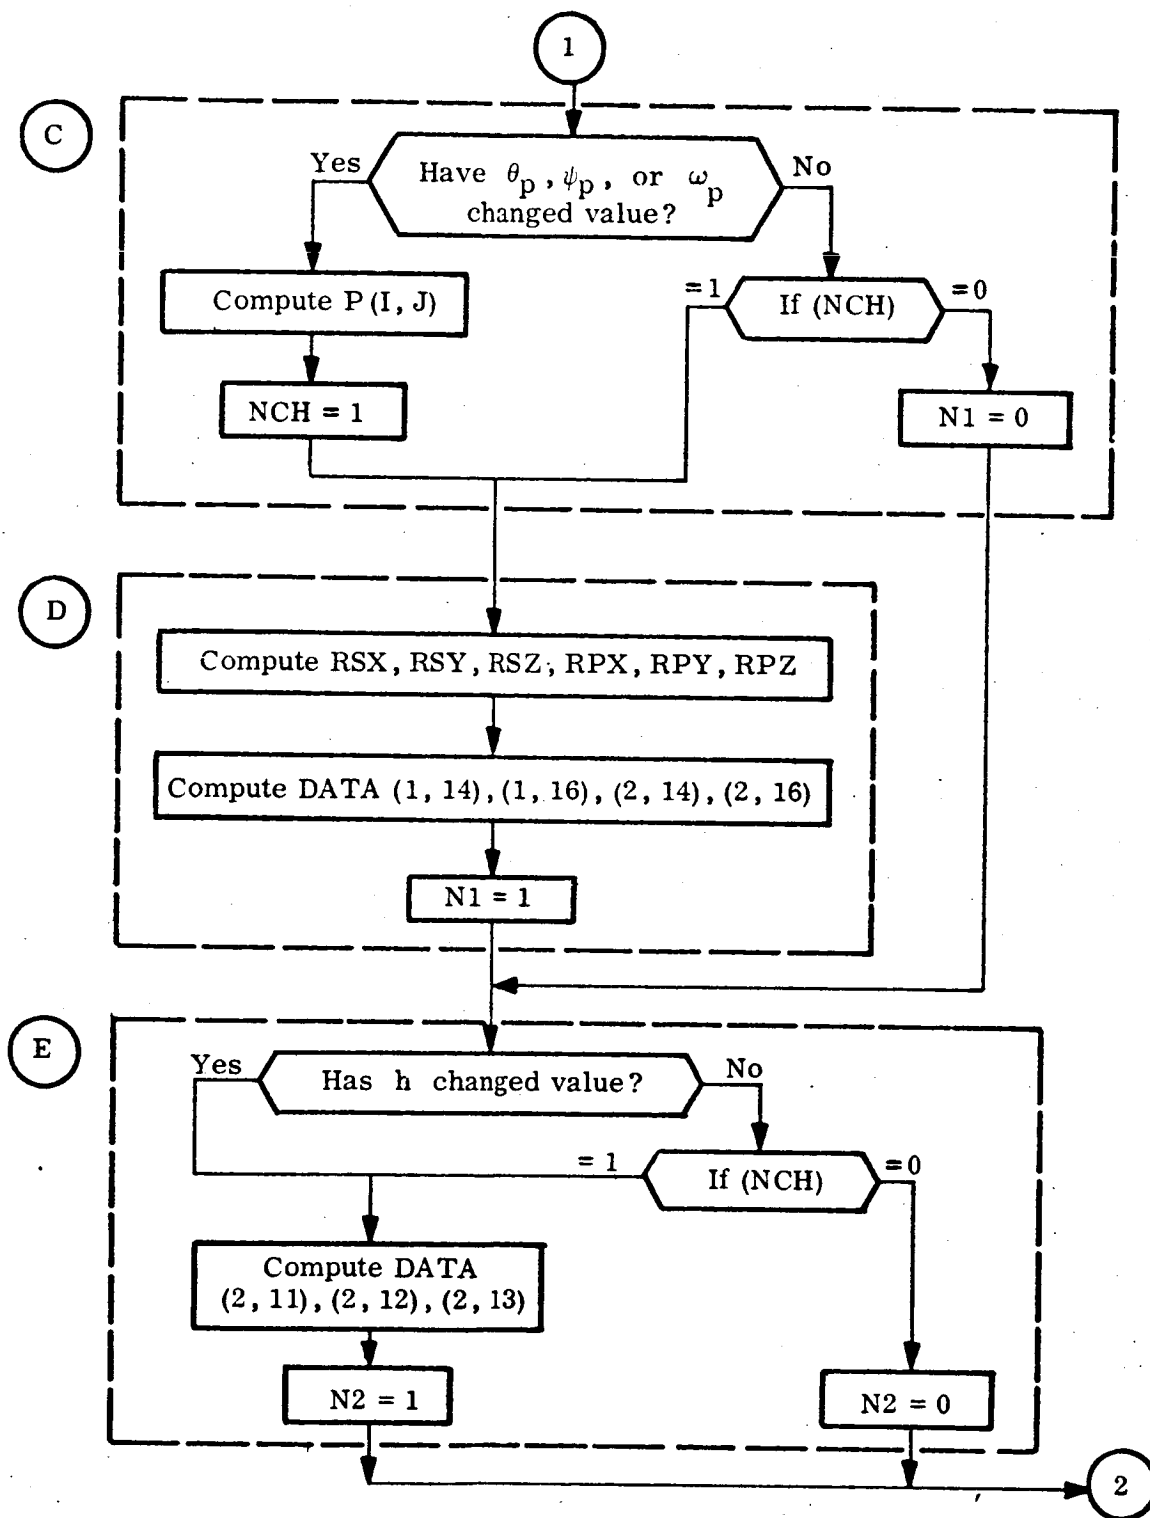 1
C
Yes
No
Have θp, ψp, or ωp
changed value?
Compute P(I, J)
=1
If (NCH)
=0
NCH = 1
N1 = 0
D
Compute RSX, RSY, RSZ, RPX, RPY, RPZ
Compute DATA (1, 14), (1, 16), (2, 14), (2, 16)
N1 = 1
E
Yes
Has h changed value?
No
= 1
If (NCH)
=0
Compute DATA
(2, 11), (2, 12), (2, 13)
N2 = 1
N2 = 0
2